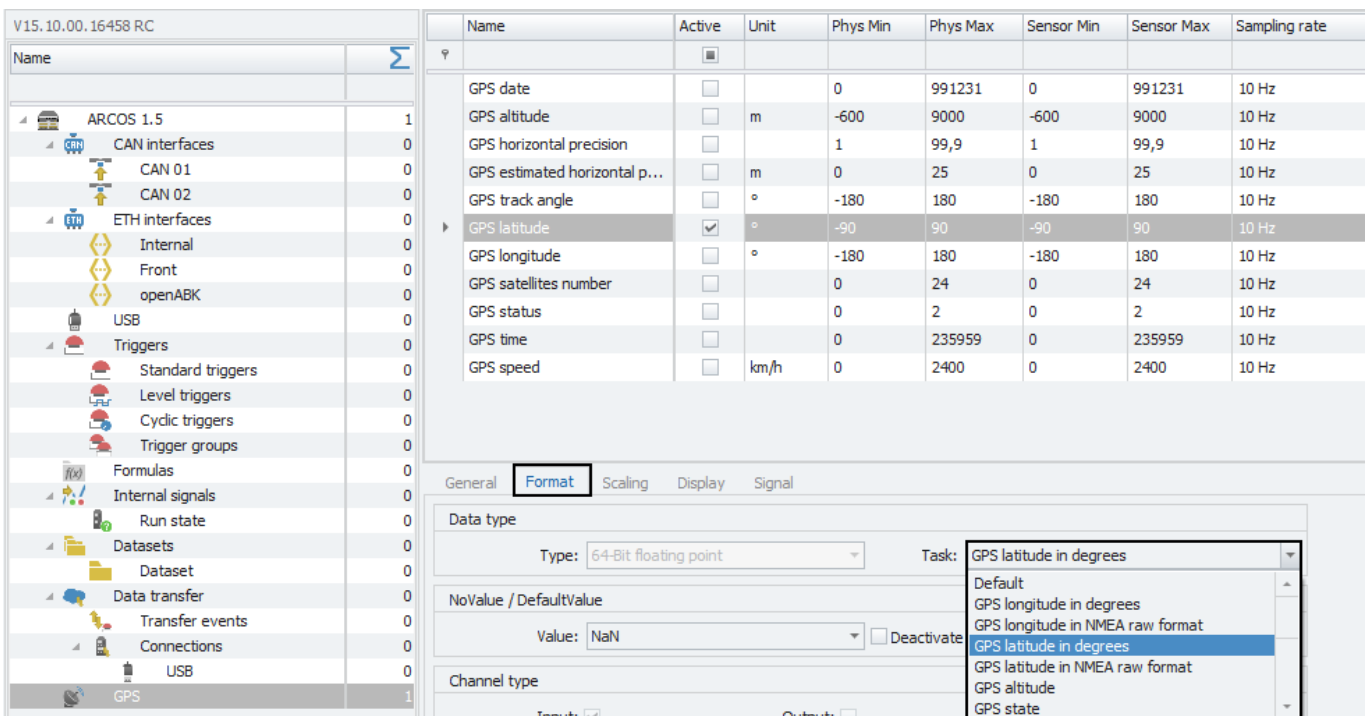 V15.10.00.16458 RC
Name Σ
ARCOS 1.5 1
CAN interfaces 0
CAN 01 0
CAN 02 0
ETH interfaces 0
Internal 0
Front 0
openABK 0
USB 0
Triggers 0
Standard triggers 0
Level triggers 0
Cyclic triggers 0
Trigger groups 0
f(x) Formulas 0
Internal signals 0
Run state 0
Datasets 0
Dataset 0
Data transfer 0
Transfer events 0
Connections 0
USB 0
GPS 1
Name Active Unit Phys Min Phys Max Sensor Min Sensor Max Sampling rate
GPS date 0 991231 0 991231 10 Hz
GPS altitude m -600 9000 -600 9000 10 Hz
GPS horizontal precision 1 99,9 1 99,9 10 Hz
GPS estimated horizontal p... m 0 25 0 25 10 Hz
GPS track angle ° -180 180 -180 180 10 Hz
GPS latitude ° -90 90 -90 90 10 Hz
GPS longitude ° -180 180 -180 180 10 Hz
GPS satellites number 0 24 0 24 10 Hz
GPS status 0 2 0 2 10 Hz
GPS time 0 235959 0 235959 10 Hz
GPS speed km/h 0 2400 0 2400 10 Hz
General Format Scaling Display Signal
Data type
Type: 64-Bit floating point Task: GPS latitude in degrees
Default
GPS longitude in degrees
GPS longitude in NMEA raw format
GPS latitude in degrees
GPS latitude in NMEA raw format
GPS altitude
GPS state
NoValue / DefaultValue
Value: NaN Deactivate
Channel type
Input: Output: